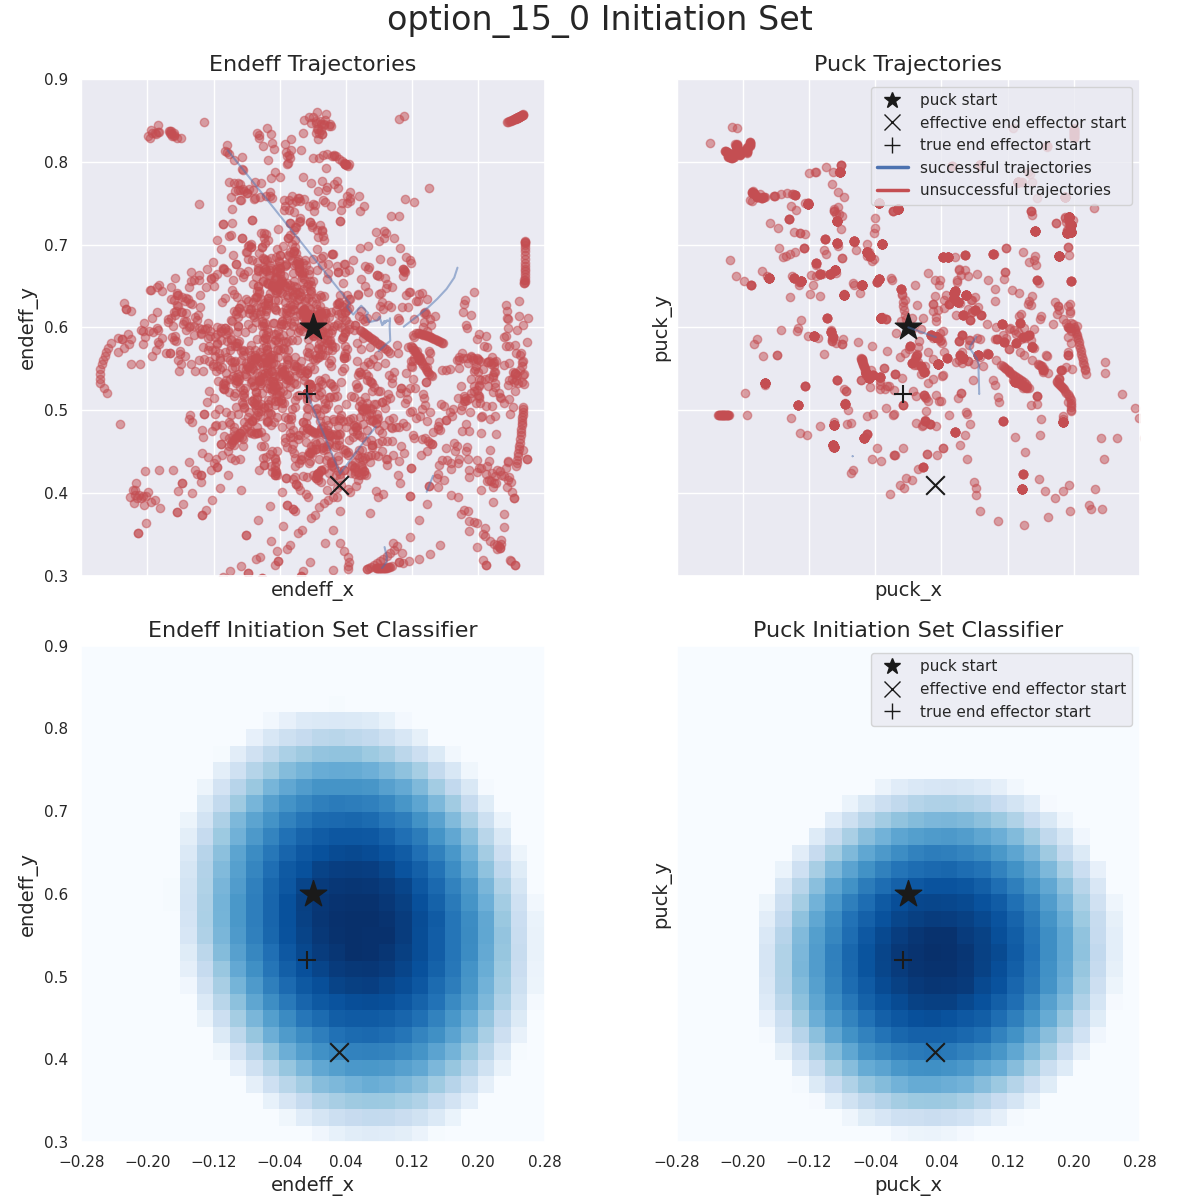 option_15_0 Initiation Set
Endeff Trajectories
Puck Trajectories
0.9
0.8
0.7
0.6
0.5
0.4
0.3
endeff_y
endeff_x
puck_y
puck_x
puck start
effective end effector start
true end effector start
successful trajectories
unsuccessful trajectories
Endeff Initiation Set Classifier
Puck Initiation Set Classifier
0.9
0.8
0.7
0.6
0.5
0.4
0.3
endeff_y
−0.28 −0.20 −0.12 −0.04 0.04 0.12 0.20 0.28
endeff_x
puck_y
puck start
effective end effector start
true end effector start
−0.28 −0.20 −0.12 −0.04 0.04 0.12 0.20 0.28
puck_x